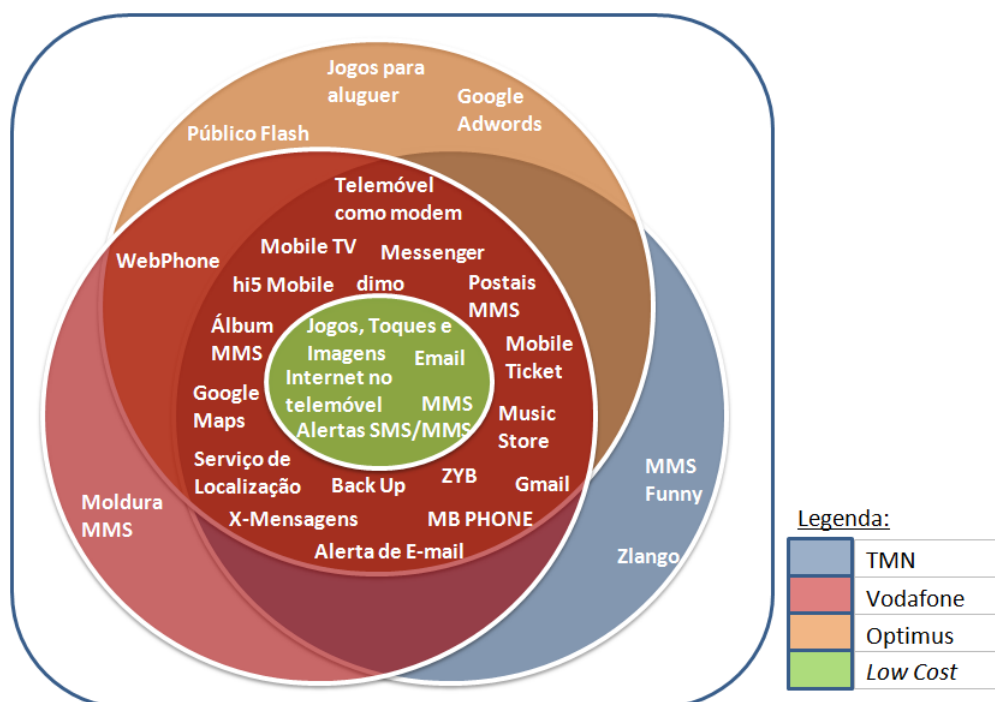 Jogos para
aluguer
Google
Adwords
Público Flash
Telemóvel
como modem
WebPhone
Mobile TV
Messenger
hi5 Mobile
dimo
Postais
MMS
Álbum
MMS
Jogos, Toques e
Imagens
Email
Mobile
Ticket
Internet no
telemóvel
MMS
Google
Maps
Alertas SMS/MMS
Music
Store
Serviço de
Localização
Back Up
ZYB
Gmail
MMS
Funny
Moldura
MMS
X-Mensagens
MB PHONE
Alerta de E-mail
Zlango
Legenda:
TMN
Vodafone
Optimus
Low Cost